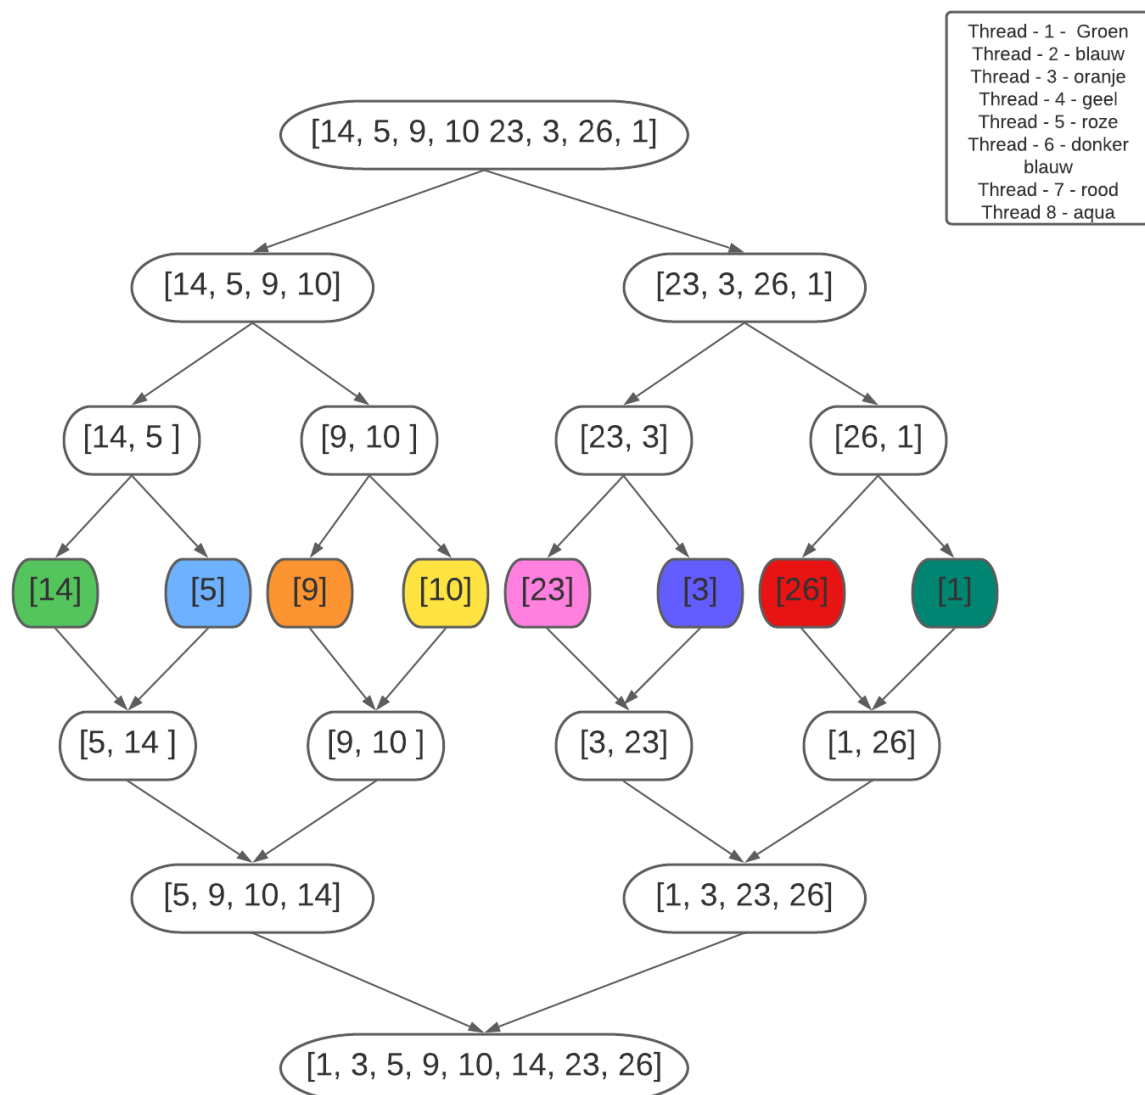 Thread - 1 -  Groen
Thread - 2 - blauw
Thread - 3 - oranje
Thread - 4 - geel
Thread - 5 - roze
Thread - 6 - donker
blauw
Thread - 7 - rood
Thread 8 - aqua
[14, 5, 9, 10 23, 3, 26, 1]
[14, 5, 9, 10]
[23, 3, 26, 1]
[14, 5 ]
[9, 10 ]
[23, 3]
[26, 1]
[14]
[5]
[9]
[10]
[23]
[3]
[26]
[1]
[5, 14 ]
[9, 10 ]
[3, 23]
[1, 26]
[5, 9, 10, 14]
[1, 3, 23, 26]
[1, 3, 5, 9, 10, 14, 23, 26]